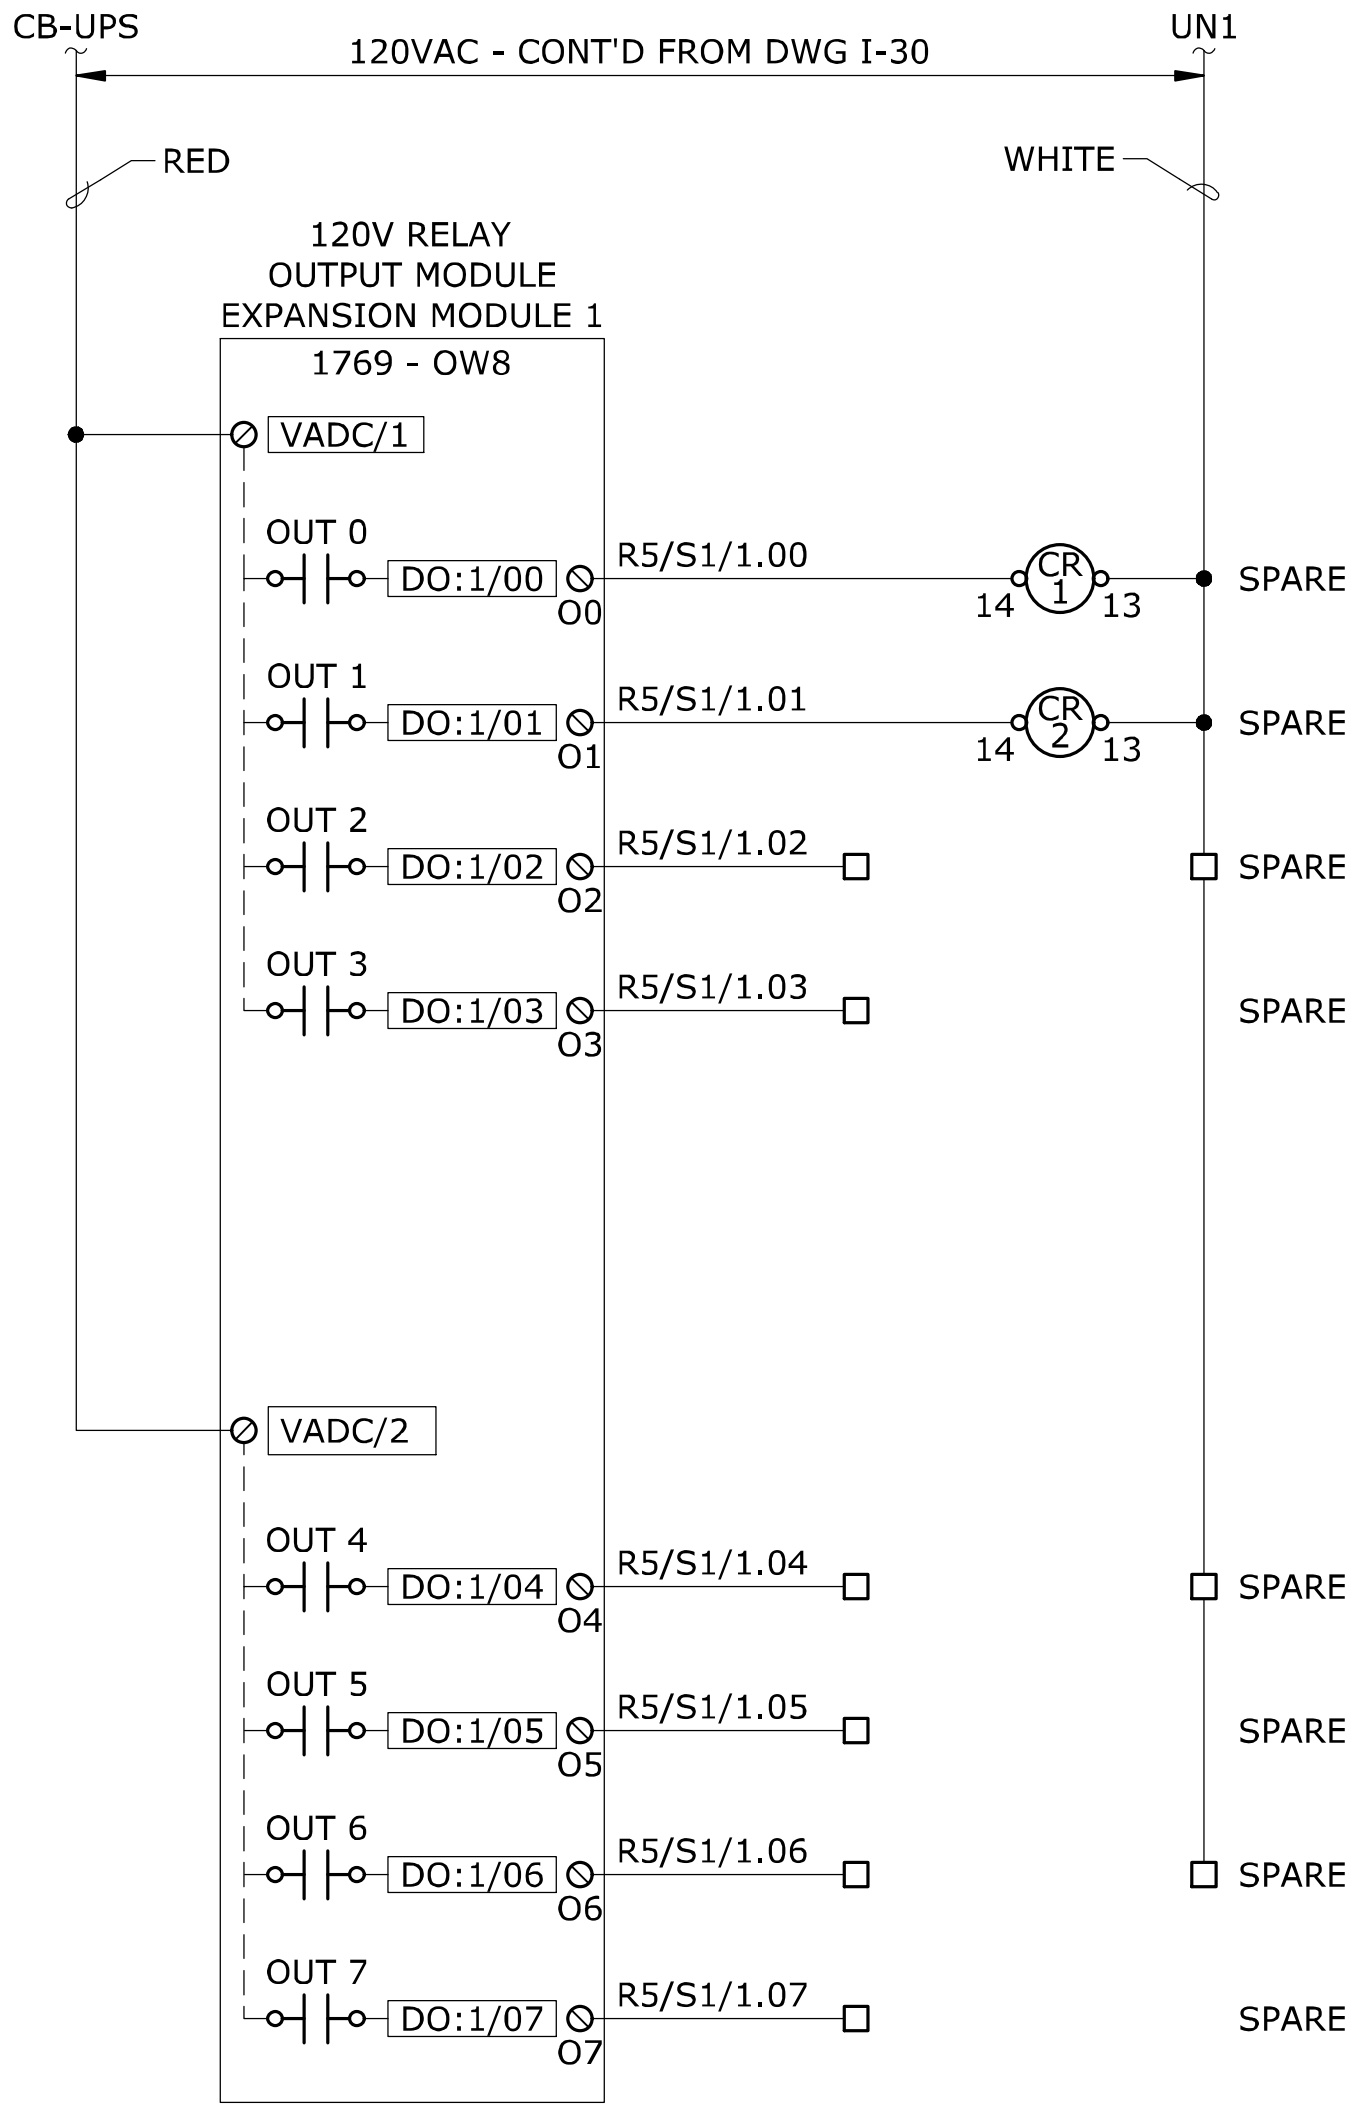 CB-UPS
UN1
120VAC - CONT'D FROM DWG I-30
RED
WHITE
120V RELAY
OUTPUT MODULE
EXPANSION MODULE 1
1769 - OW8
VADC/1
OUT 0
DO:1/00
O0
R5/S1/1.00
CR
1
14
13
SPARE
OUT 1
DO:1/01
O1
R5/S1/1.01
CR
2
14
13
SPARE
OUT 2
DO:1/02
O2
R5/S1/1.02
SPARE
OUT 3
DO:1/03
O3
R5/S1/1.03
SPARE
VADC/2
OUT 4
DO:1/04
O4
R5/S1/1.04
SPARE
OUT 5
DO:1/05
O5
R5/S1/1.05
SPARE
OUT 6
DO:1/06
O6
R5/S1/1.06
SPARE
OUT 7
DO:1/07
O7
R5/S1/1.07
SPARE